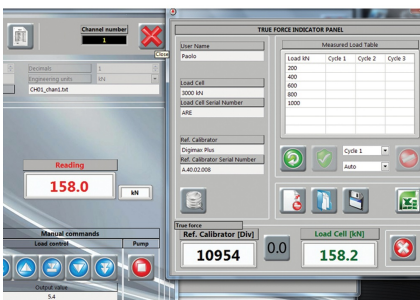 Channel number
1
Close
Decimals 1
Engineering units kN
CH01_chan1.txt
Reading
158.0 kN
Manual commands
Load control Pump
Output value
5.4
TRUE FORCE INDICATOR PANEL
User Name
Paolo
Load Cell
3000 kN
Load Cell Serial Number
ARE
Ref. Calibrator
Digimax Plus
Ref. Calibrator Serial Number
A.40.02.008
Measured Load Table
Load kN Cycle 1 Cycle 2 Cycle 3
200
400
600
800
1000
Cycle 1
Auto
True force
Ref. Calibrator [Div] Load Cell [kN]
10954 0.0 158.2